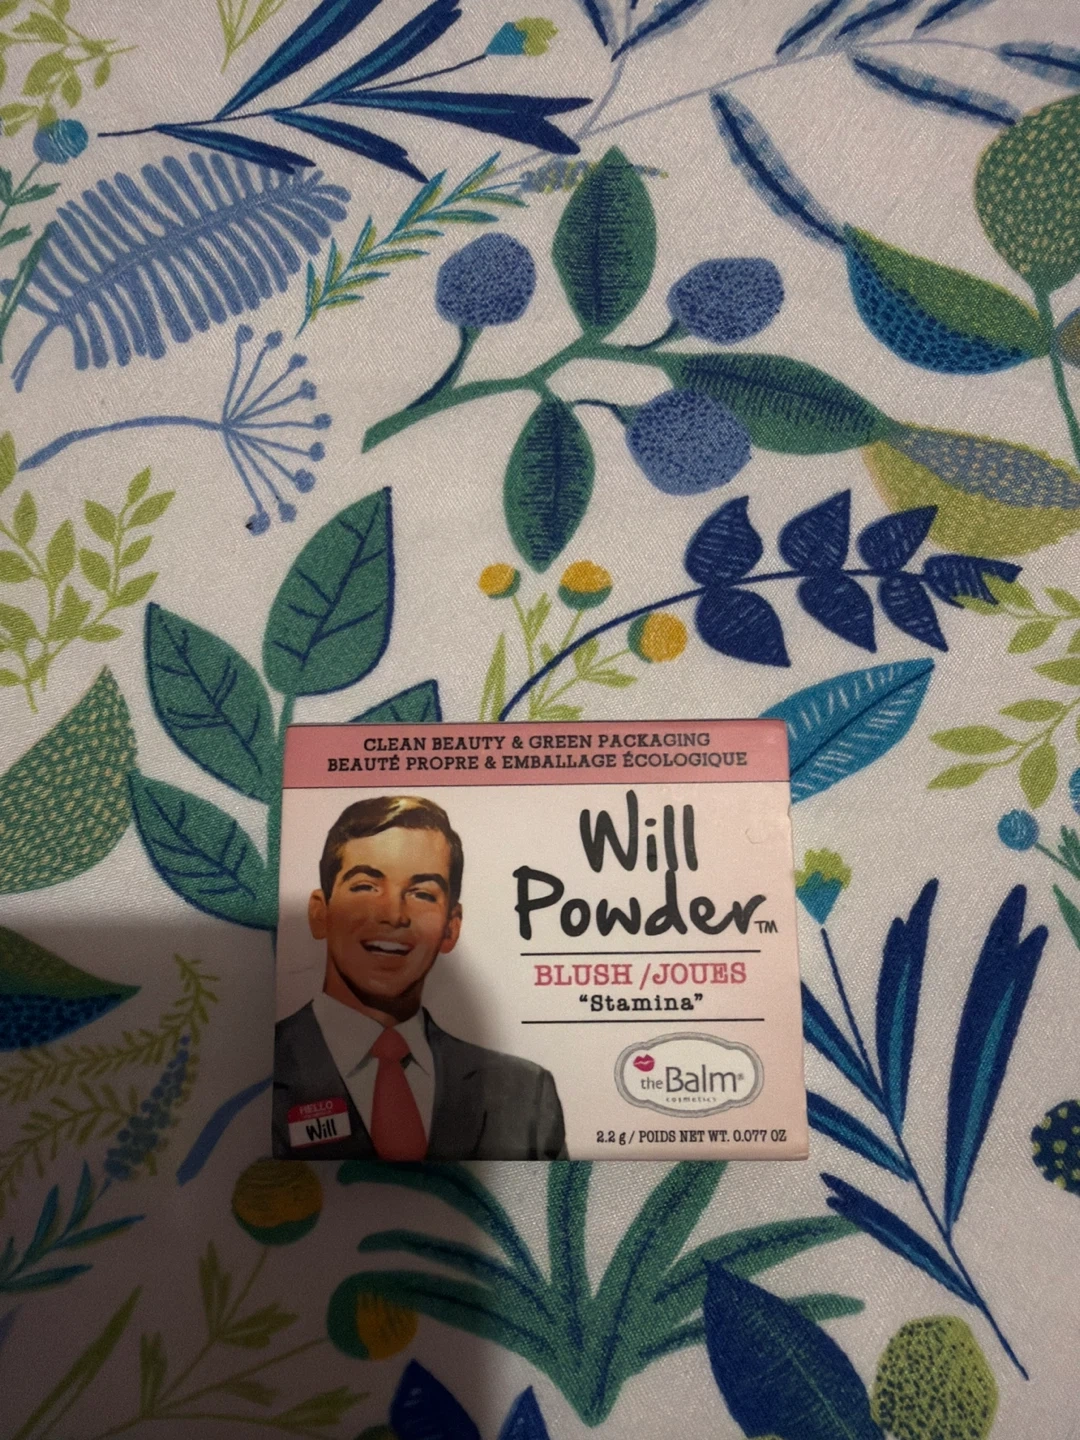 CLEAN BEAUTY & GREEN PACKAGING
BEAUTÉ PROPRE & EMBALLAGE ÉCOLOGIQUE
Will
Powder™
BLUSH /JOUES
"Stamina"
theBalm®
cosmetics
2.2 g / POIDS NET WT. 0.077 OZ
HELLO
Will